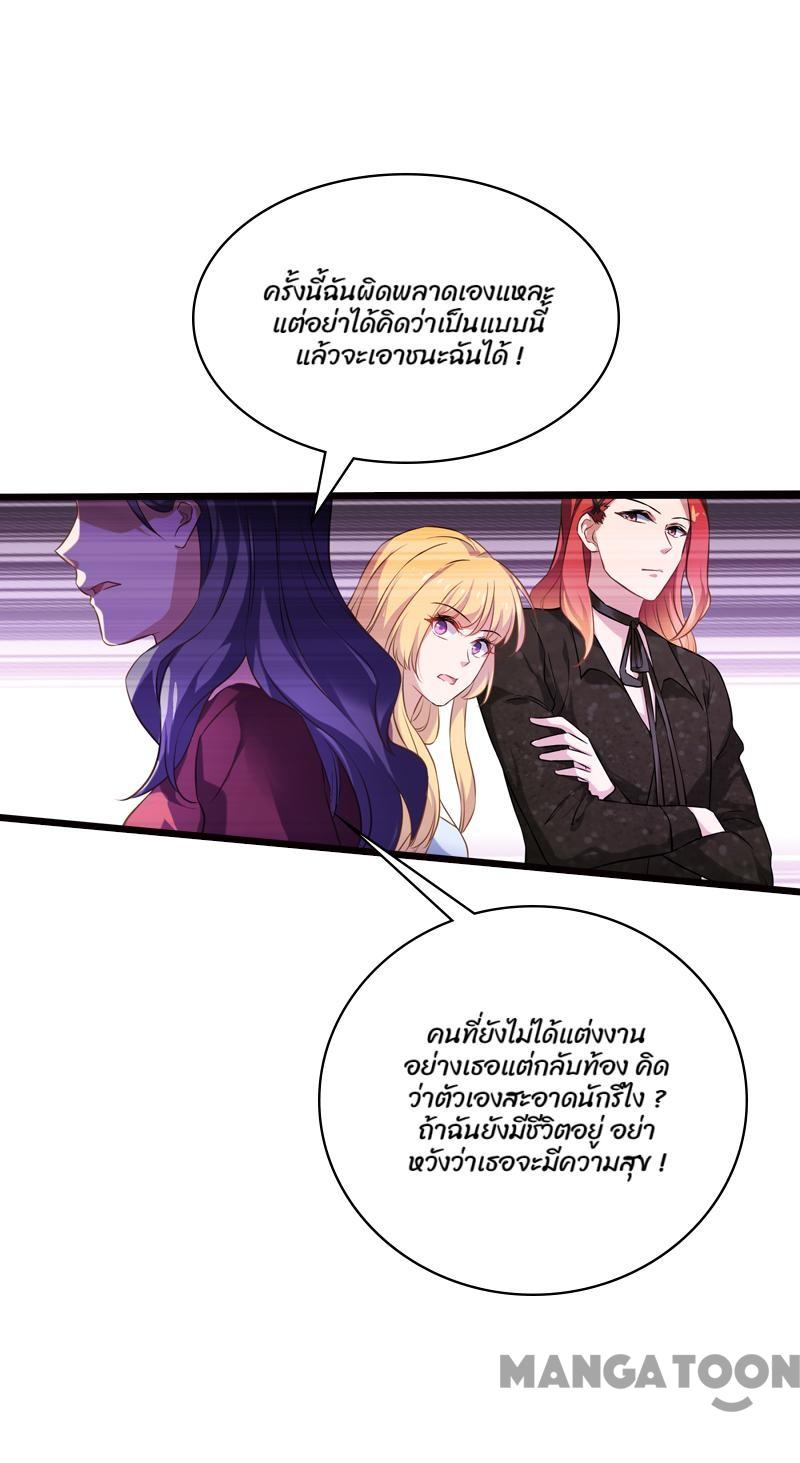 ครั้งนี้ฉันผิดพลาดเองแหละ
แต่อย่าได้คิดว่าเป็นแบบนี้
แล้วจะเอาชนะฉันได้ !
คนที่ยังไม่ได้แต่งงาน
อย่างเธอแต่กลับท้อง คิด
ว่าตัวเองสะอาดนักรึไง ?
ถ้าฉันยังมีชีวิตอยู่ อย่า
หวังว่าเธอจะมีความสุข !
MANGATOON